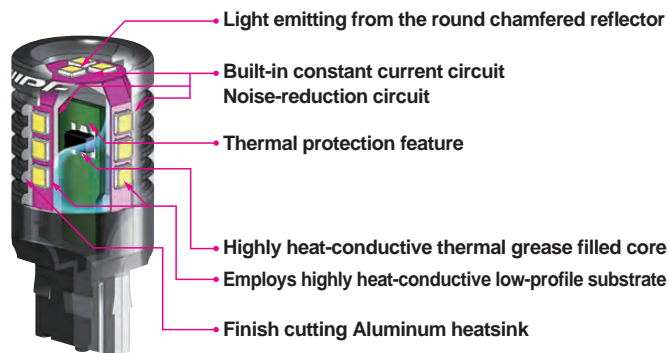 Light emitting from the round chamfered reflector
Built-in constant current circuit
Noise-reduction circuit
Thermal protection feature
Highly heat-conductive thermal grease filled core
Employs highly heat-conductive low-profile substrate
Finish cutting Aluminum heatsink